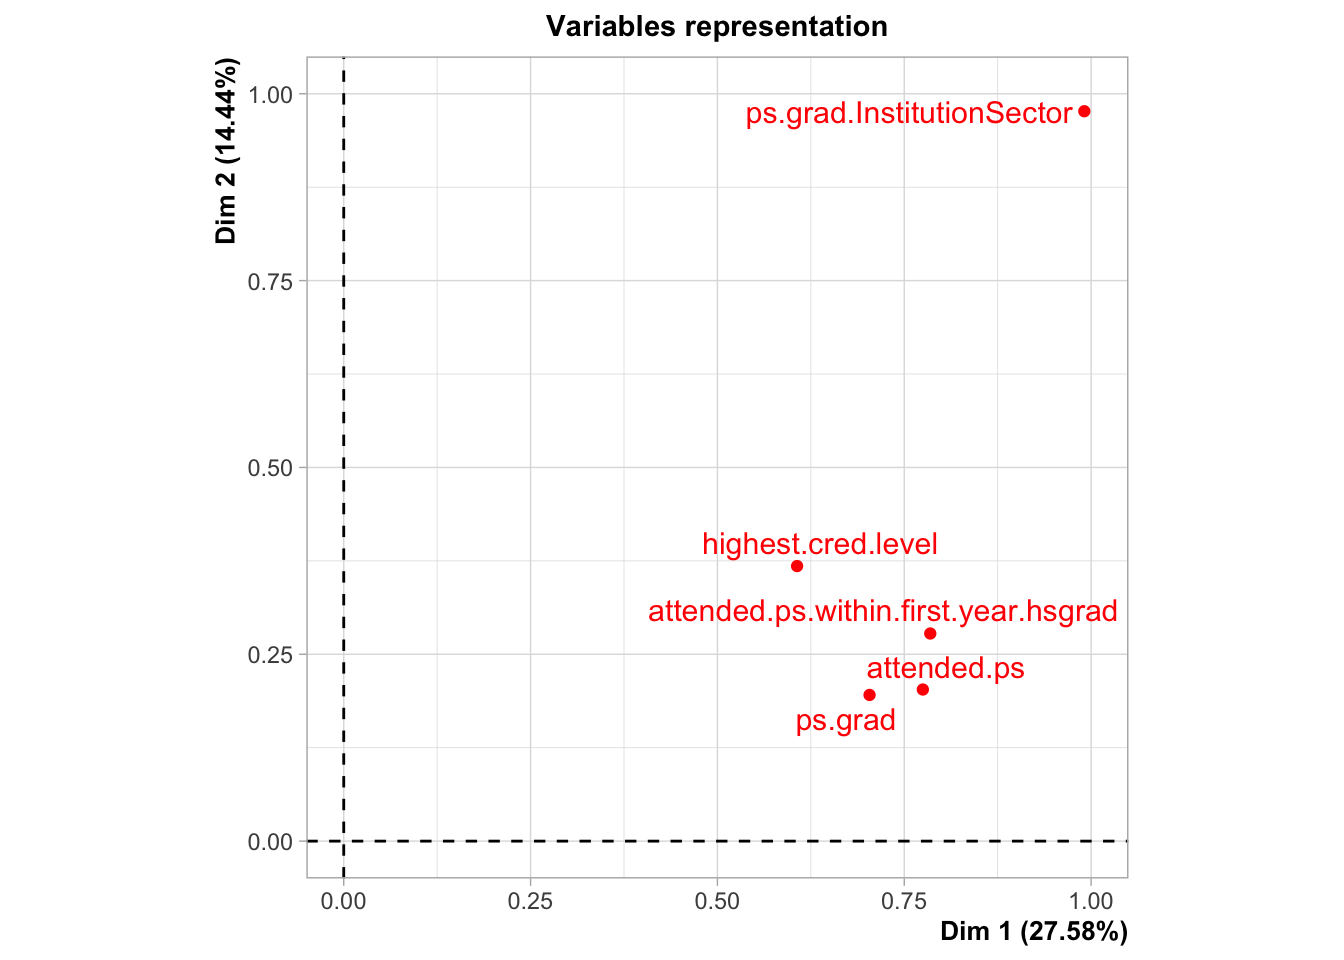 Variables representation
Dim 2 (14.44%)
1.00
0.75
0.50
0.25
0.00
ps.grad.InstitutionSector
highest.cred.level
attended.ps.within.first.year.hsgrad
attended.ps
ps.grad
0.00 0.25 0.50 0.75 1.00
Dim 1 (27.58%)